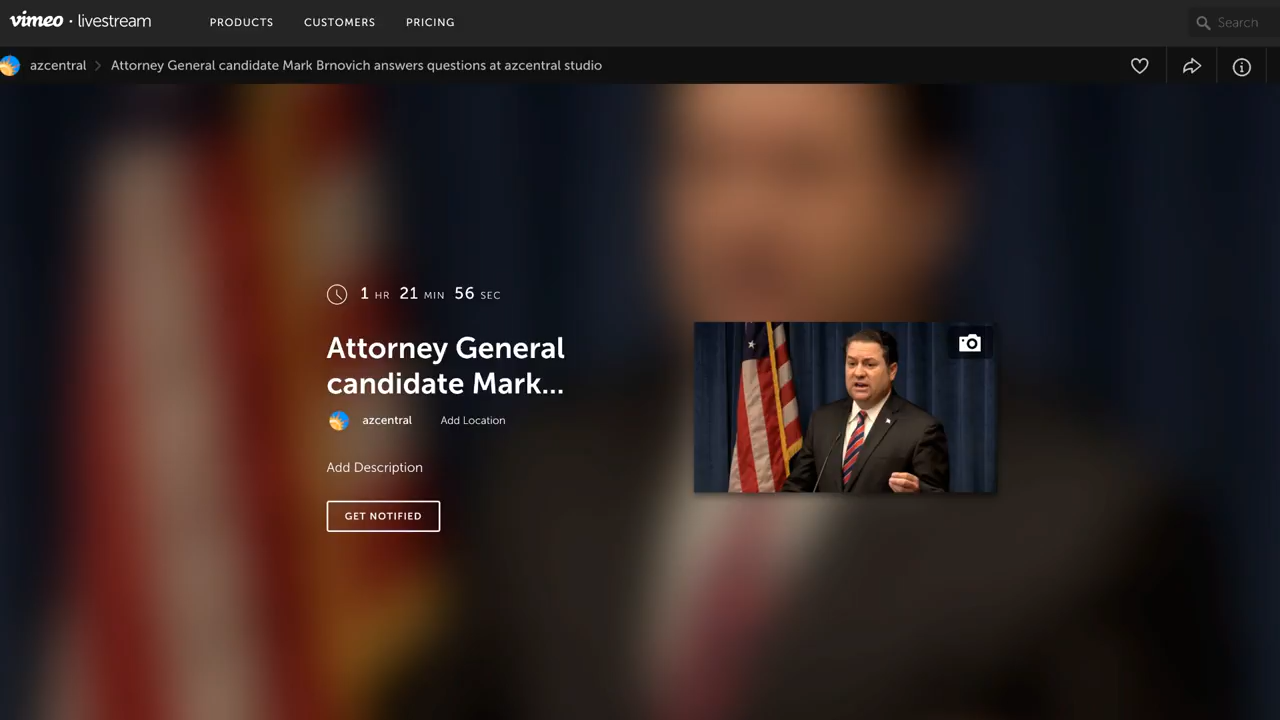 vimeo · livestream PRODUCTS CUSTOMERS PRICING Search
azcentral > Attorney General candidate Mark Brnovich answers questions at azcentral studio
1 HR 21 MIN 56 SEC
Attorney General
candidate Mark...
azcentral Add Location
Add Description
GET NOTIFIED